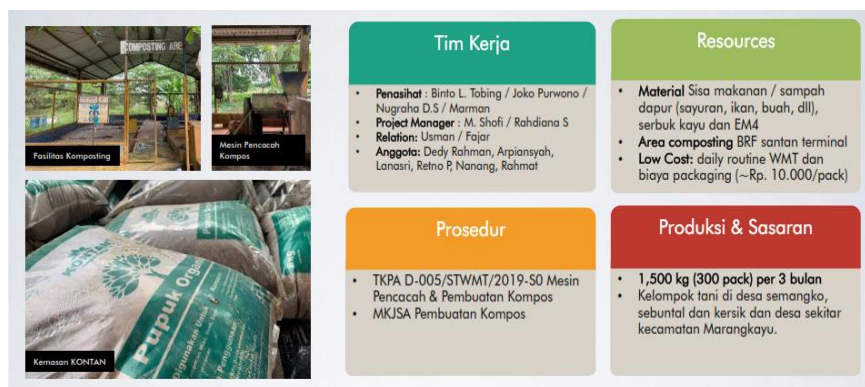 COMPOSTING ARE
Fasilitas Komposting
Mesin Pencacah
Kompos
KONTAN
Pupuk Organ
Digunakan Untuk
Kemasan KONTAN
Tim Kerja
• Penasihat : Binto L. Tobing / Joko Purwono /
Nugraha D.S / Marman
• Project Manager : M. Shofi / Rahdiana S
• Relation: Usman / Fajar
• Anggota: Dedy Rahman, Arpiansyah,
Lanasri, Retno P, Nanang, Rahmat
Resources
• Material Sisa makanan / sampah
dapur (sayuran, ikan, buah, dll),
serbuk kayu dan EM4
• Area composting BRF santan terminal
• Low Cost: daily routine WMT dan
biaya packaging (~Rp. 10.000/pack)
Prosedur
• TKPA D-005/STWMT/2019-S0 Mesin
Pencacah & Pembuatan Kompos
• MKJSA Pembuatan Kompos
Produksi & Sasaran
• 1,500 kg (300 pack) per 3 bulan
• Kelompok tani di desa semangko,
sebuntal dan kersik dan desa sekitar
kecamatan Marangkayu.